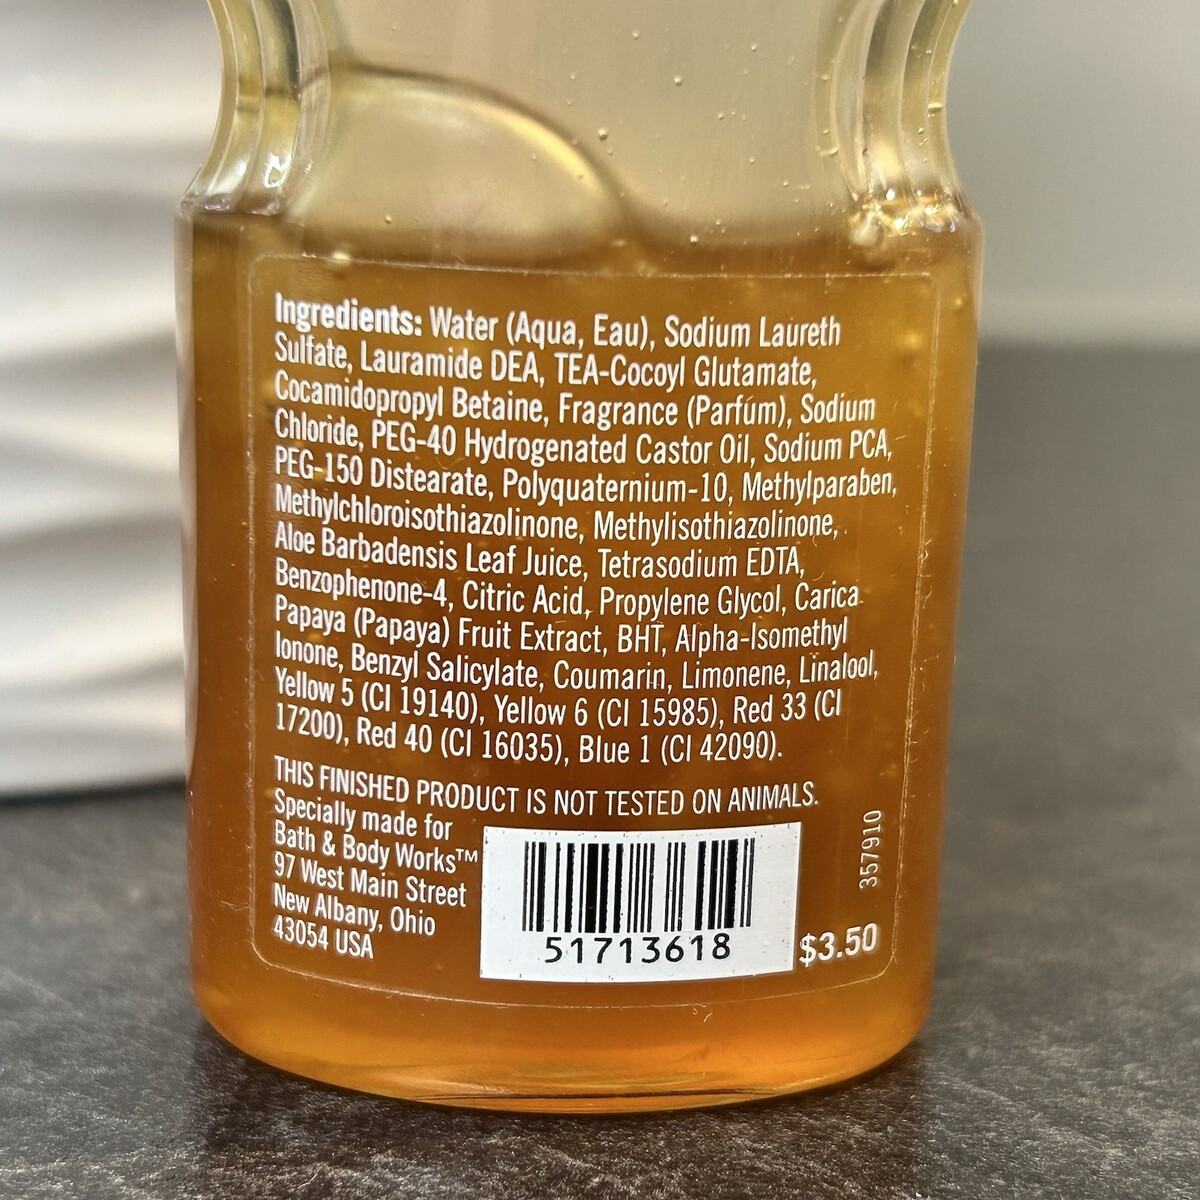 Ingredients: Water (Aqua, Eau), Sodium Laureth
Sulfate, Lauramide DEA, TEA-Cocoyl Glutamate,
Cocamidopropyl Betaine, Fragrance (Parfum), Sodium
Chloride, PEG-40 Hydrogenated Castor Oil, Sodium PCA,
PEG-150 Distearate, Polyquaternium-10, Methylparaben,
Methylchloroisothiazolinone, Methylisothiazolinone,
Aloe Barbadensis Leaf Juice, Tetrasodium EDTA,
Benzophenone-4, Citric Acid, Propylene Glycol, Carica
Papaya (Papaya) Fruit Extract, BHT, Alpha-Isomethyl
Ionone, Benzyl Salicylate, Coumarin, Limonene, Linalool,
Yellow 5 (CI 19140), Yellow 6 (CI 15985), Red 33 (CI
17200), Red 40 (CI 16035), Blue 1 (CI 42090).
THIS FINISHED PRODUCT IS NOT TESTED ON ANIMALS.
Specially made for
Bath & Body Works™
97 West Main Street
New Albany, Ohio
43054 USA
51713618
$3.50
357910